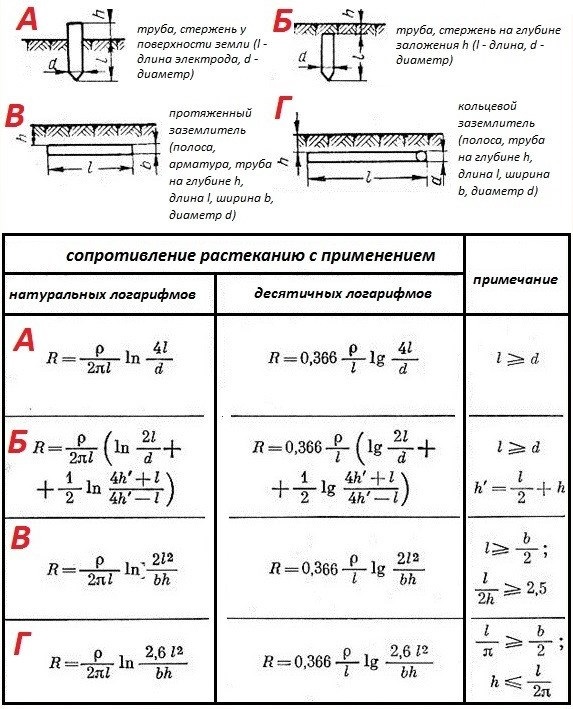 А
h
d
l
труба, стержень у
поверхности земли (l -
длина электрода, d -
диаметр)
Б
h
d
l
труба, стержень на глубине
заложения h (l - длина, d -
диаметр)
В
h
l
b
протяженный
заземлитель
(полоса,
арматура, труба
на глубине h,
длина l, ширина b,
диаметр d)
Г
h
l
d
кольцевой
заземлитель
(полоса, труба
на глубине h,
длина l, ширина
b, диаметр d)
сопротивление растеканию с применением
примечание
натуральных логарифмов
десятичных логарифмов
А
R = ρ/2πl ln 4l/d
R = 0,366 ρ/l lg 4l/d
l ⩾ d
Б
R = ρ/2πl (ln 2l/d +
+ 1/2 ln 4h′ + l/4h′ − l)
R = 0,366 ρ/l (lg 2l/d +
+ 1/2 lg 4h′ + l/4h′ − l)
l ⩾ d
h′ = l/2 + h
В
R = ρ/2πl ln 2l²/bh
R = 0,366 ρ/l lg 2l²/bh
l ⩾ b/2 ;
l/2h ⩾ 2,5
Г
R = ρ/2πl ln 2,6 l²/bh
R = 0,366 ρ/l lg 2,6 l²/bh
l/π ⩾ b/2 ;
h ⩽ l/2π